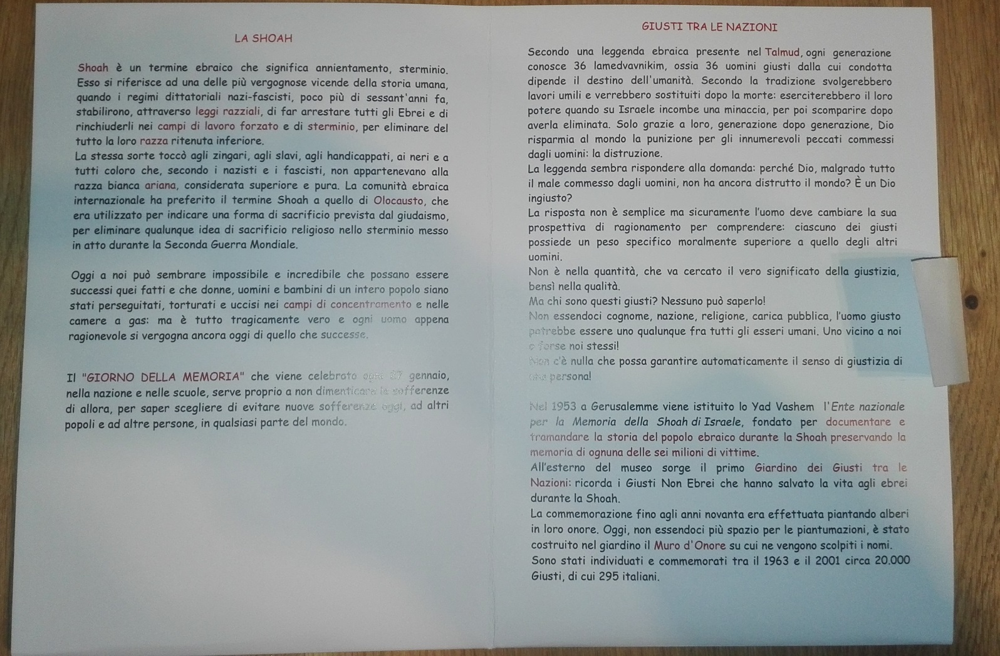 LA SHOAH
Shoah è un termine ebraico che significa annientamento, sterminio.
Esso si riferisce ad una delle più vergognose vicende della storia umana,
quando i regimi dittatoriali nazi-fascisti, poco più di sessant'anni fa,
stabilirono, attraverso leggi razziali, di far arrestare tutti gli Ebrei e di
rinchiuderli nei campi di lavoro forzato e di sterminio, per eliminare del
tutto la loro razza ritenuta inferiore.
La stessa sorte toccò agli zingari, agli slavi, agli handicappati, ai neri e a
tutti coloro che, secondo i nazisti e i fascisti, non appartenevano alla
razza bianca ariana, considerata superiore e pura. La comunità ebraica
internazionale ha preferito il termine Shoah a quello di Olocausto, che
era utilizzato per indicare una forma di sacrificio prevista dal giudaismo,
per eliminare qualunque idea di sacrificio religioso nello sterminio messo
in atto durante la Seconda Guerra Mondiale.
Oggi a noi può sembrare impossibile e incredibile che possano essere
successi quei fatti e che donne, uomini e bambini di un intero popolo siano
stati perseguitati, torturati e uccisi nei campi di concentramento e nelle
camere a gas: ma è tutto tragicamente vero e ogni uomo appena
ragionevole si vergogna ancora oggi di quello che successe.
Il "GIORNO DELLA MEMORIA" che viene celebrato ogni 27 gennaio,
nella nazione e nelle scuole, serve proprio a non dimenticare le sofferenze
di allora, per saper scegliere di evitare nuove sofferenze oggi, ad altri
popoli e ad altre persone, in qualsiasi parte del mondo.
GIUSTI TRA LE NAZIONI
Secondo una leggenda ebraica presente nel Talmud, ogni generazione
conosce 36 lamedvavnikim, ossia 36 uomini giusti dalla cui condotta
dipende il destino dell'umanità. Secondo la tradizione svolgerebbero
lavori umili e verrebbero sostituiti dopo la morte: eserciterebbero il loro
potere quando su Israele incombe una minaccia, per poi scomparire dopo
averla eliminata. Solo grazie a loro, generazione dopo generazione, Dio
risparmia al mondo la punizione per gli innumerevoli peccati commessi
dagli uomini: la distruzione.
La leggenda sembra rispondere alla domanda: perché Dio, malgrado tutto
il male commesso dagli uomini, non ha ancora distrutto il mondo? È un Dio
ingiusto?
La risposta non è semplice ma sicuramente l'uomo deve cambiare la sua
prospettiva di ragionamento per comprendere: ciascuno dei giusti
possiede un peso specifico moralmente superiore a quello degli altri
uomini.
Non è nella quantità, che va cercato il vero significato della giustizia,
bensì nella qualità.
Ma chi sono questi giusti? Nessuno può saperlo!
Non essendoci cognome, nazione, religione, carica pubblica, l'uomo giusto
potrebbe essere uno qualunque fra tutti gli esseri umani. Uno vicino a noi
o forse noi stessi!
Non c'è nulla che possa garantire automaticamente il senso di giustizia di
una persona!
Nel 1953 a Gerusalemme viene istituito lo Yad Vashem l'Ente nazionale
per la Memoria della Shoah di Israele, fondato per documentare e
tramandare la storia del popolo ebraico durante la Shoah preservando la
memoria di ognuna delle sei milioni di vittime.
All'esterno del museo sorge il primo Giardino dei Giusti tra le
Nazioni: ricorda i Giusti Non Ebrei che hanno salvato la vita agli ebrei
durante la Shoah.
La commemorazione fino agli anni novanta era effettuata piantando alberi
in loro onore. Oggi, non essendoci più spazio per le piantumazioni, è stato
costruito nel giardino il Muro d'Onore su cui ne vengono scolpiti i nomi.
Sono stati individuati e commemorati tra il 1963 e il 2001 circa 20.000
Giusti, di cui 295 italiani.